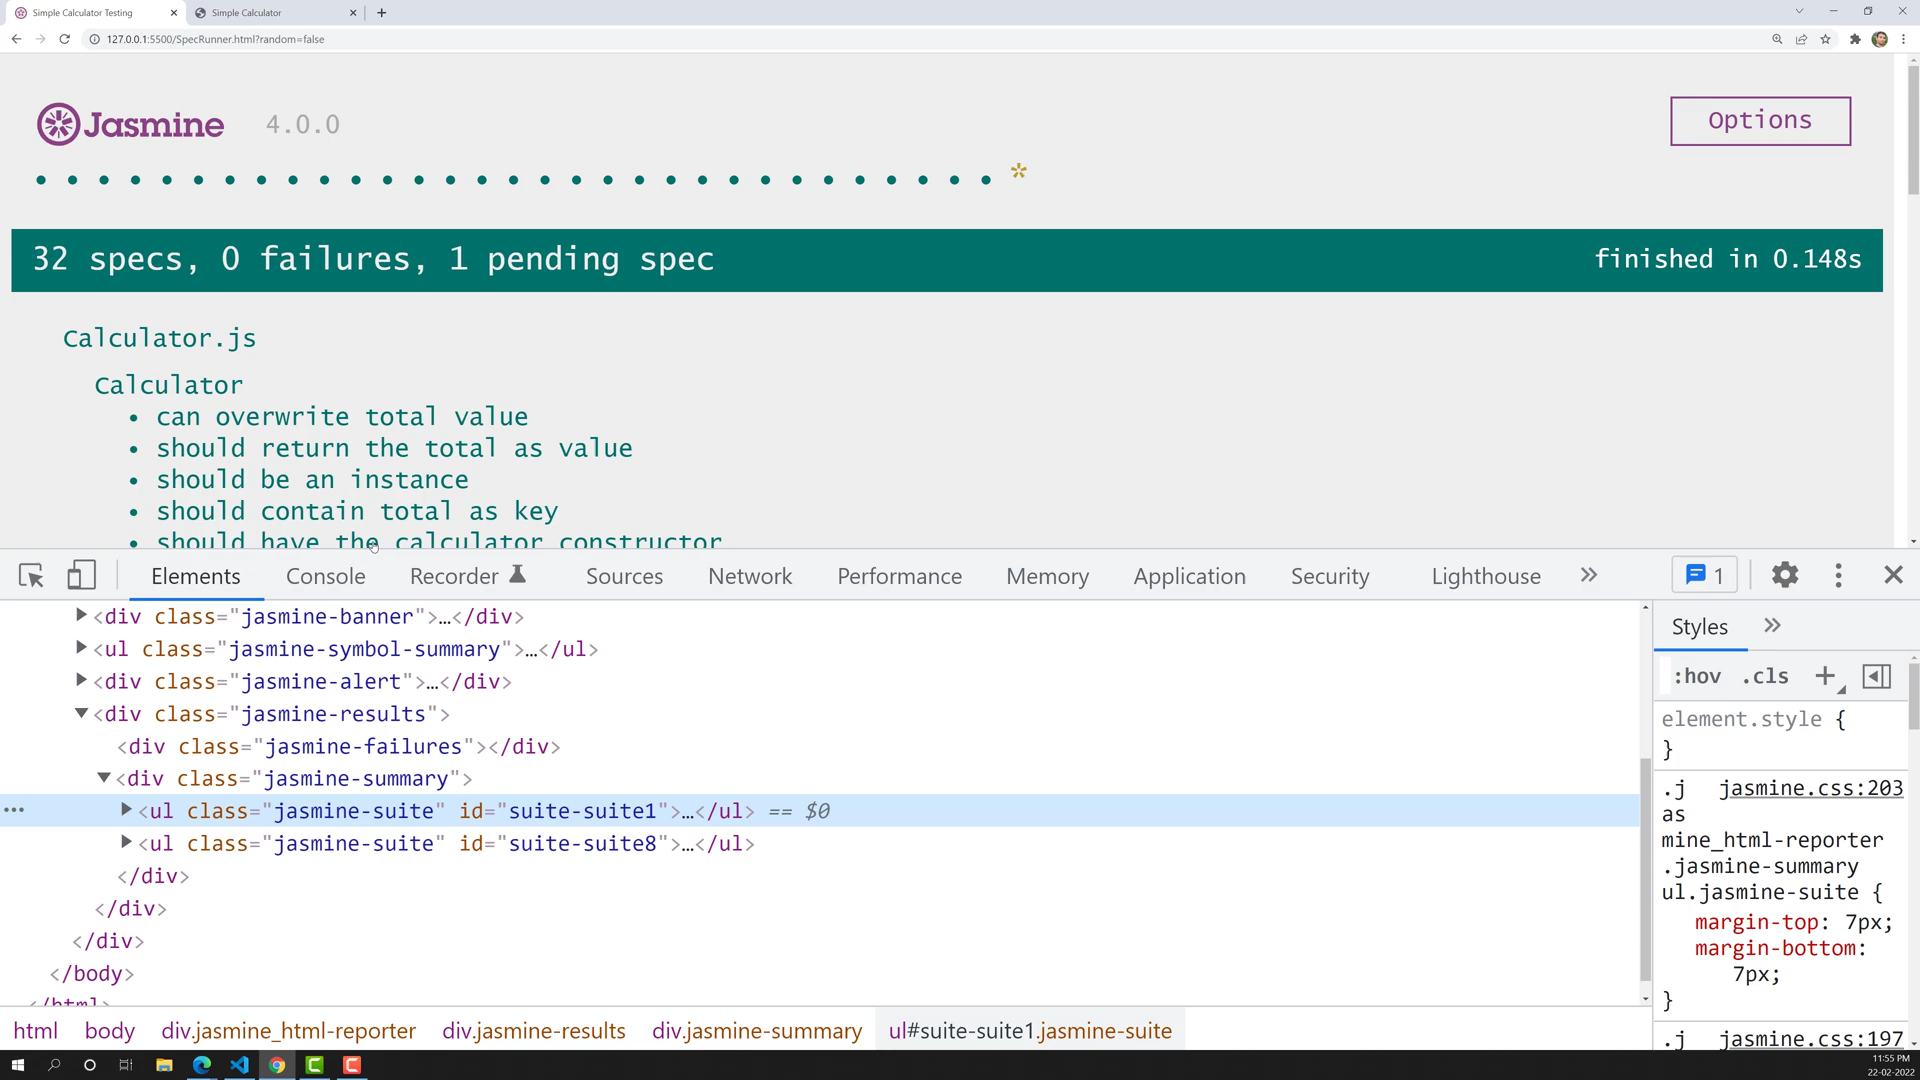 Simple Calculator Testing
Simple Calculator
127.0.0.1:5500/SpecRunner.html?random=false
Jasmine 4.0.0
Options
32 specs, 0 failures, 1 pending spec
finished in 0.148s
Calculator.js
Calculator
• can overwrite total value
• should return the total as value
• should be an instance
• should contain total as key
• should have the calculator constructor
Elements Console Recorder Sources Network Performance Memory Application Security Lighthouse » 1
<div class="jasmine-banner">…</div>
<ul class="jasmine-symbol-summary">…</ul>
<div class="jasmine-alert">…</div>
<div class="jasmine-results">
<div class="jasmine-failures"></div>
<div class="jasmine-summary">
<ul class="jasmine-suite" id="suite-suite1">…</ul> == $0
<ul class="jasmine-suite" id="suite-suite8">…</ul>
</div>
</div>
</div>
</body>
</html>
Styles »
:hov .cls +
element.style {
}
.j jasmine.css:203
as
mine_html-reporter
.jasmine-summary
ul.jasmine-suite {
margin-top: 7px;
margin-bottom:
7px;
}
.j jasmine.css:197
html body div.jasmine_html-reporter div.jasmine-results div.jasmine-summary ul#suite-suite1.jasmine-suite
11:55 PM
22-02-2022